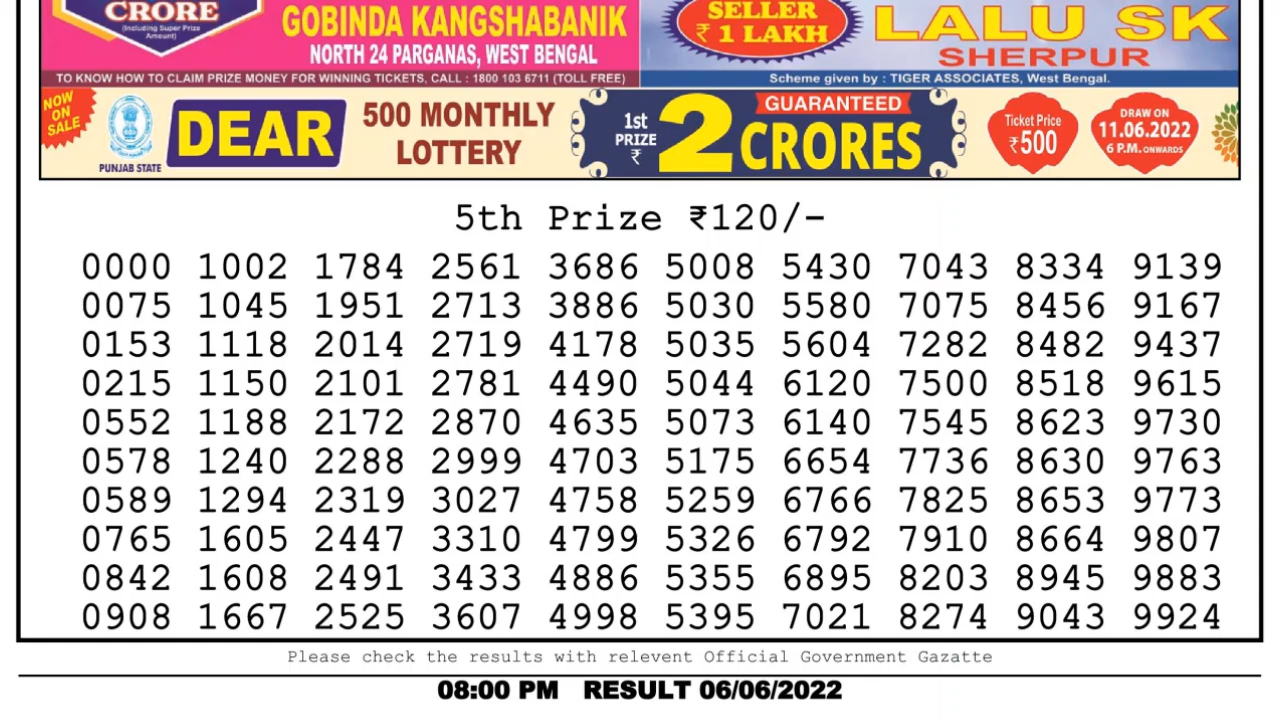 CRORE
(Including Super Prize
Amount)
GOBINDA KANGSHABANIK
NORTH 24 PARGANAS, WEST BENGAL
TO KNOW HOW TO CLAIM PRIZE MONEY FOR WINNING TICKETS, CALL : 1800 103 6711 (TOLL FREE)
SELLER
₹ 1 LAKH
LALU SK
SHERPUR
Scheme given by : TIGER ASSOCIATES, West Bengal.
NOW
ON
SALE
PUNJAB STATE
DEAR
500 MONTHLY
LOTTERY
1st
PRIZE
₹
2
GUARANTEED
CRORES
Ticket Price
₹500
DRAW ON
11.06.2022
6 P.M. ONWARDS
5th Prize ₹120/-
0000 1002 1784 2561 3686 5008 5430 7043 8334 9139
0075 1045 1951 2713 3886 5030 5580 7075 8456 9167
0153 1118 2014 2719 4178 5035 5604 7282 8482 9437
0215 1150 2101 2781 4490 5044 6120 7500 8518 9615
0552 1188 2172 2870 4635 5073 6140 7545 8623 9730
0578 1240 2288 2999 4703 5175 6654 7736 8630 9763
0589 1294 2319 3027 4758 5259 6766 7825 8653 9773
0765 1605 2447 3310 4799 5326 6792 7910 8664 9807
0842 1608 2491 3433 4886 5355 6895 8203 8945 9883
0908 1667 2525 3607 4998 5395 7021 8274 9043 9924
Please check the results with relevent Official Government Gazatte
08:00 PM RESULT 06/06/2022